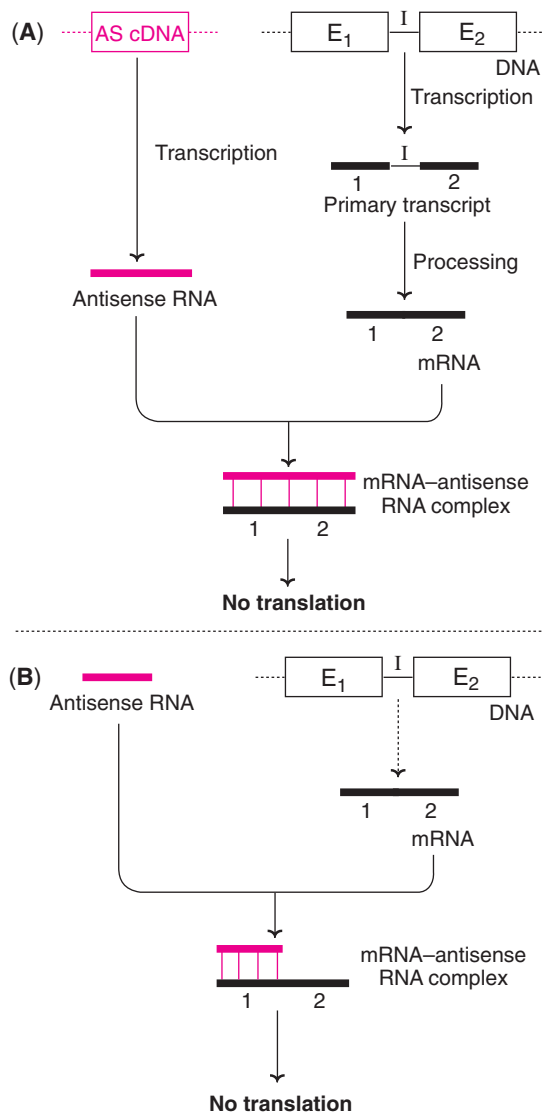 (A)
AS cDNA
E1 I E2
DNA
Transcription
Transcription
I
1 2
Primary transcript
Processing
Antisense RNA
1 2
mRNA
mRNA–antisense
RNA complex
1 2
No translation
(B)
Antisense RNA
E1 I E2
DNA
1 2
mRNA
mRNA–antisense
RNA complex
1 2
No translation